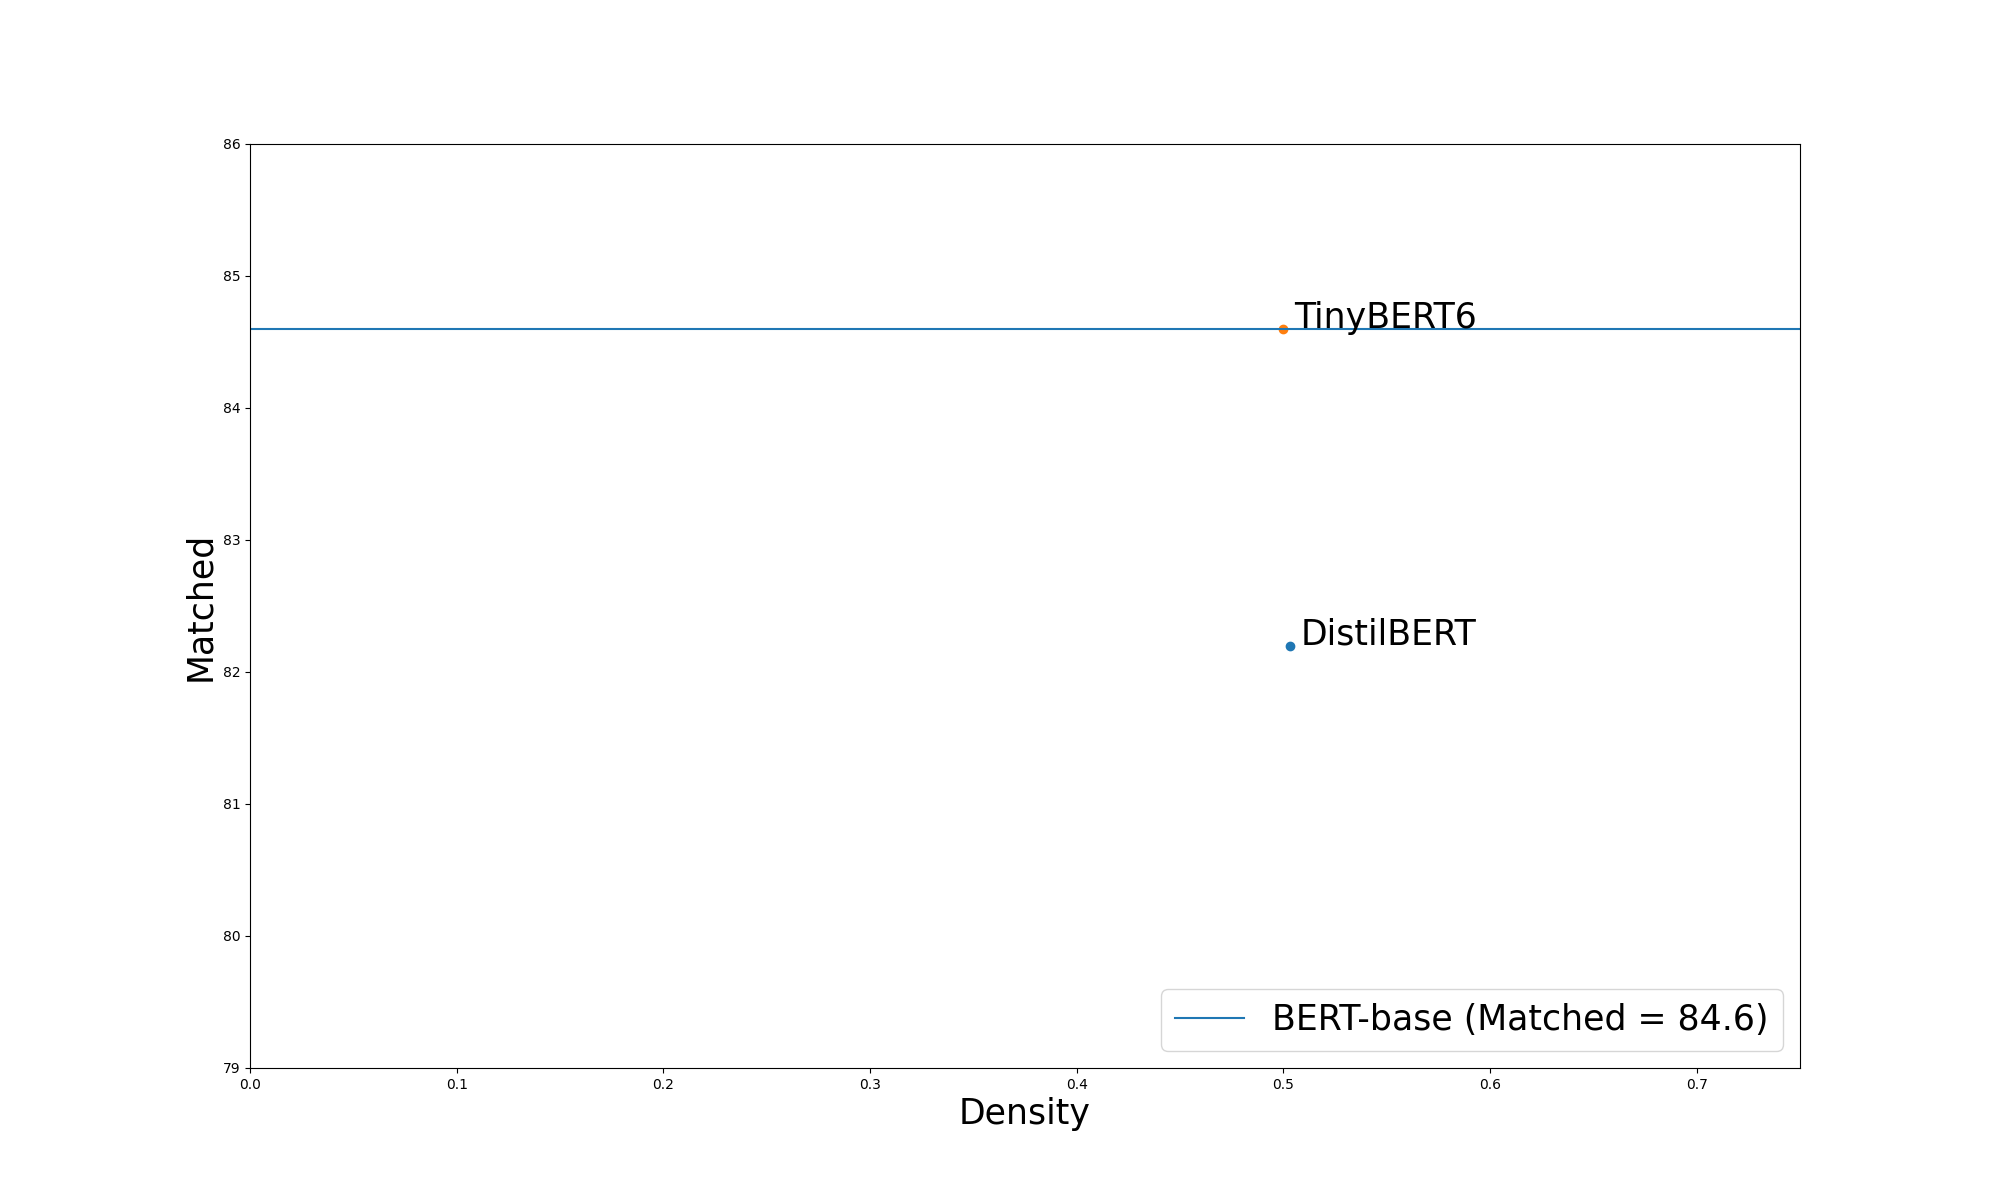 86
85
TinyBERT6
84
83
Matched
DistilBERT
82
81
80
BERT-base (Matched = 84.6)
79
0.0 0.1 0.2 0.3 0.4 0.5 0.6 0.7
Density